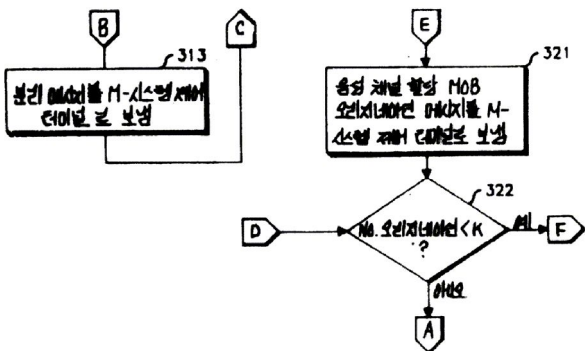 B
C
E
313
321
분리 메시지를 M-시스템 제어
터미널 로 보냄
음성 채널 할당 MOB
오리지네이션 메시지를 M-
시스템 제어 터미널로 보냄
322
D
No. 오리지네이션 < K
?
예
F
아니오
A